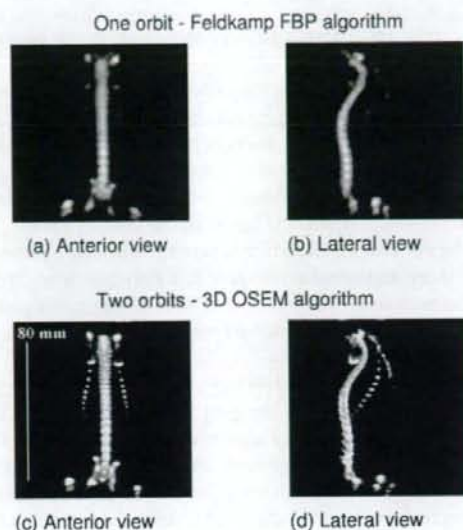 One orbit - Feldkamp FBP algorithm
(a) Anterior view
(b) Lateral view
Two orbits - 3D OSEM algorithm
80 mm
(c) Anterior view
(d) Lateral view